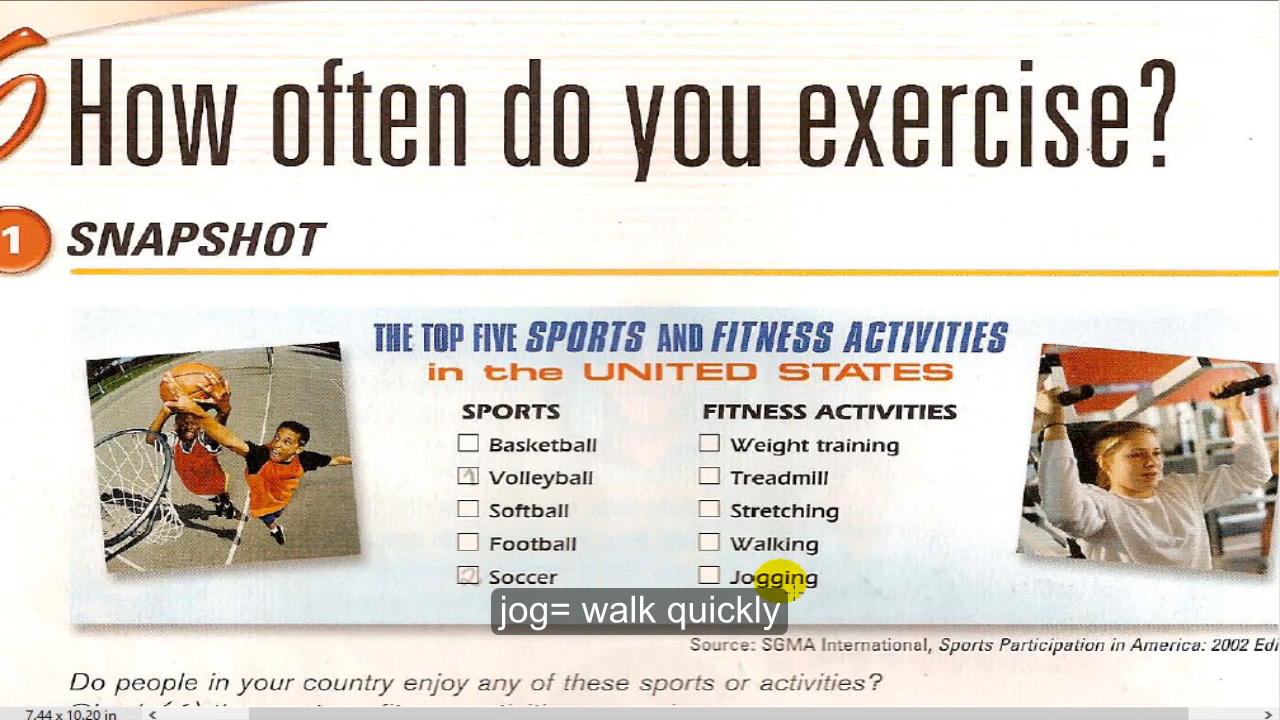 How often do you exercise?
1 SNAPSHOT
THE TOP FIVE SPORTS AND FITNESS ACTIVITIES
in the UNITED STATES
SPORTS
Basketball
Volleyball
Softball
Football
Soccer
FITNESS ACTIVITIES
Weight training
Treadmill
Stretching
Walking
Jogging
jog= walk quickly
Source: SGMA International, Sports Participation in America: 2002 Edi
Do people in your country enjoy any of these sports or activities?
7.44 x 10.20 in